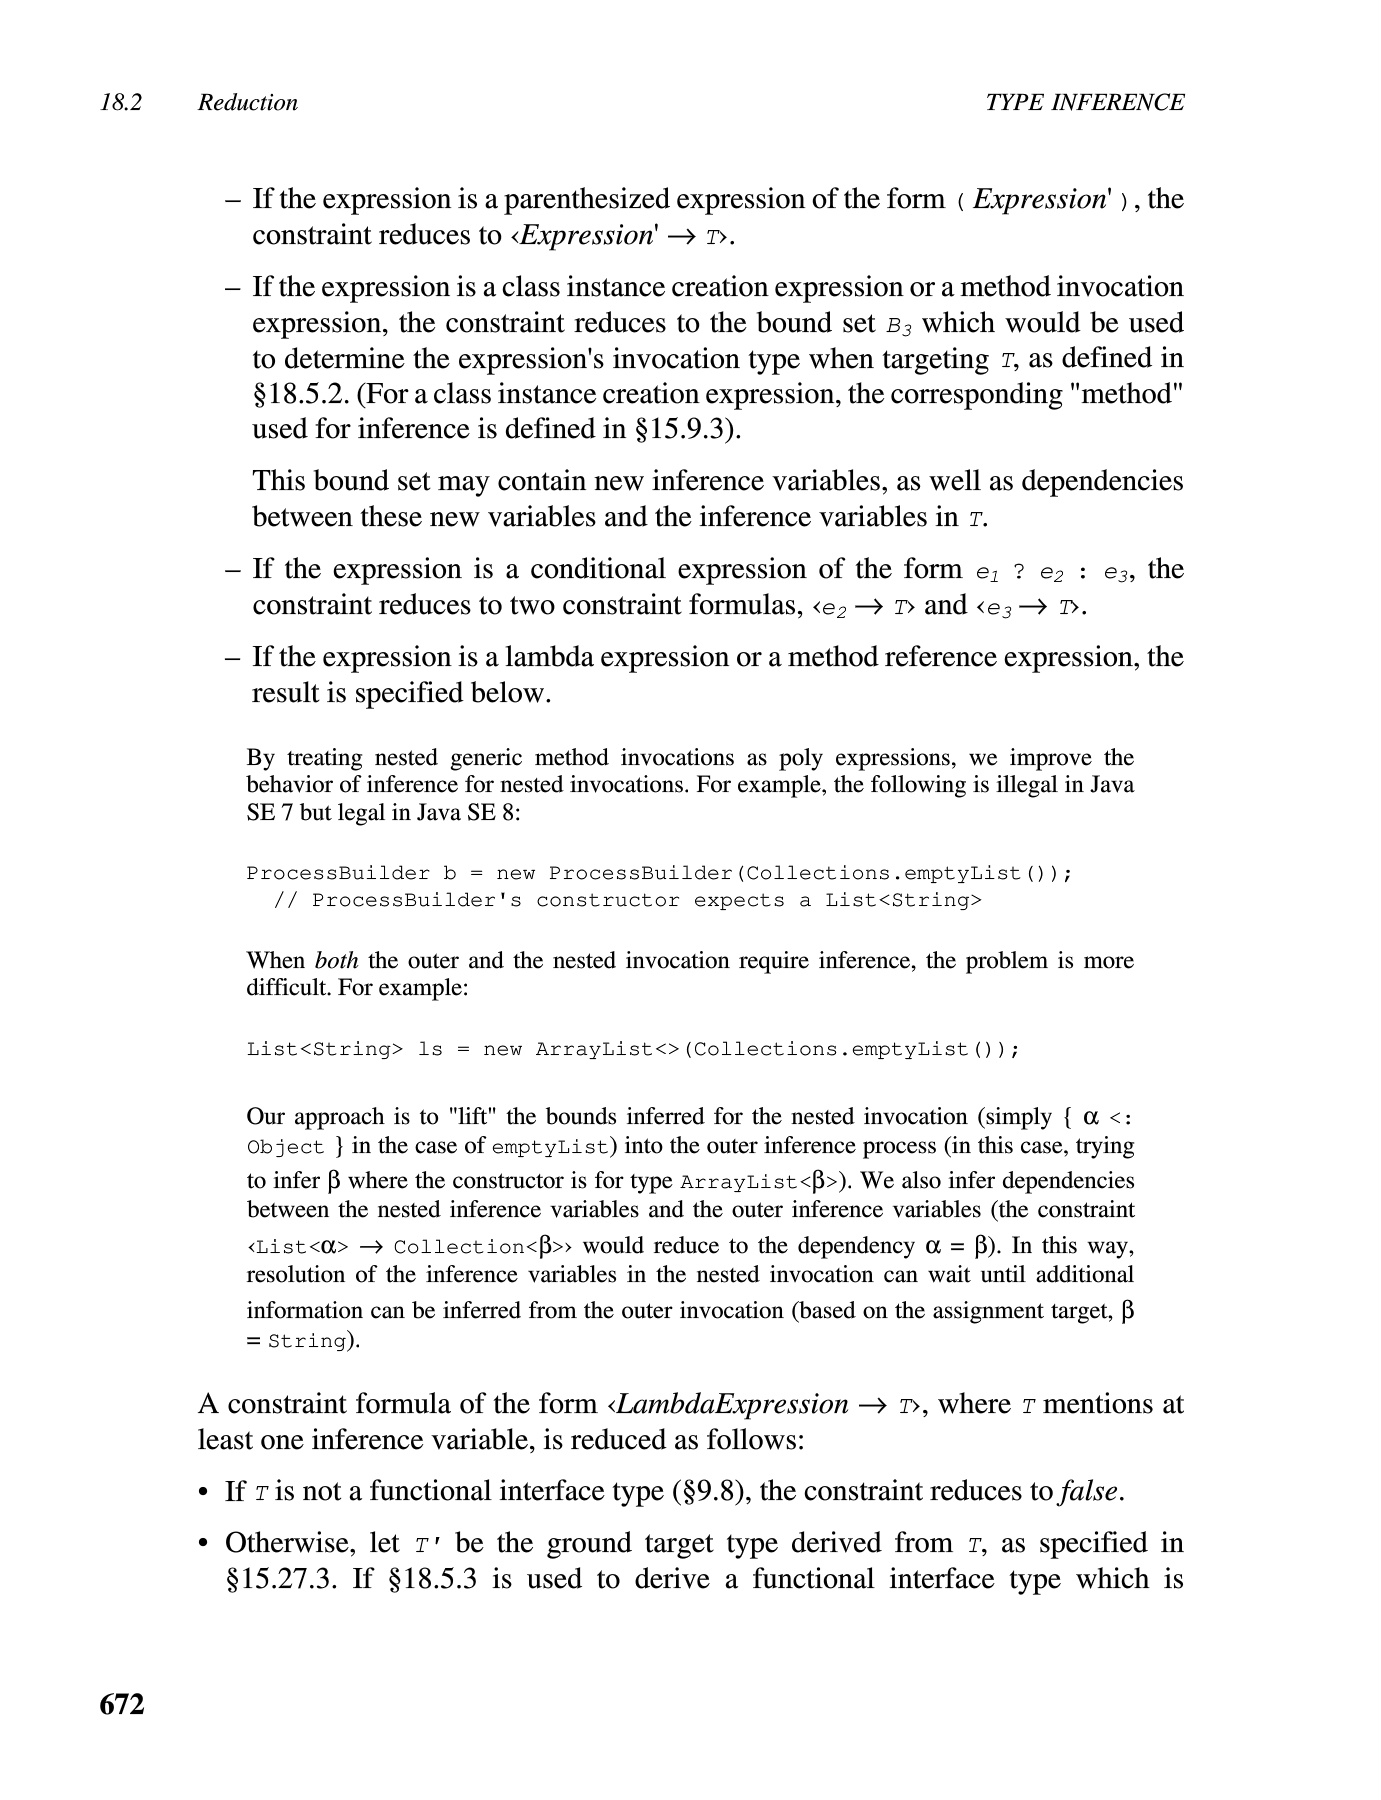 18.2 Reduction TYPE INFERENCE
– If the expression is a parenthesized expression of the form ( Expression' ), the
constraint reduces to ‹Expression' → T›.
– If the expression is a class instance creation expression or a method invocation
expression, the constraint reduces to the bound set B3 which would be used
to determine the expression's invocation type when targeting T, as defined in
§18.5.2. (For a class instance creation expression, the corresponding "method"
used for inference is defined in §15.9.3).
This bound set may contain new inference variables, as well as dependencies
between these new variables and the inference variables in T.
– If the expression is a conditional expression of the form e1 ? e2 : e3, the
constraint reduces to two constraint formulas, ‹e2 → T› and ‹e3 → T›.
– If the expression is a lambda expression or a method reference expression, the
result is specified below.
By treating nested generic method invocations as poly expressions, we improve the
behavior of inference for nested invocations. For example, the following is illegal in Java
SE 7 but legal in Java SE 8:
ProcessBuilder b = new ProcessBuilder(Collections.emptyList());
// ProcessBuilder's constructor expects a List<String>
When both the outer and the nested invocation require inference, the problem is more
difficult. For example:
List<String> ls = new ArrayList<>(Collections.emptyList());
Our approach is to "lift" the bounds inferred for the nested invocation (simply { α <:
Object } in the case of emptyList) into the outer inference process (in this case, trying
to infer β where the constructor is for type ArrayList<β>). We also infer dependencies
between the nested inference variables and the outer inference variables (the constraint
‹List<α> → Collection<β>› would reduce to the dependency α = β). In this way,
resolution of the inference variables in the nested invocation can wait until additional
information can be inferred from the outer invocation (based on the assignment target, β
= String).
A constraint formula of the form ‹LambdaExpression → T›, where T mentions at
least one inference variable, is reduced as follows:
• If T is not a functional interface type (§9.8), the constraint reduces to false.
• Otherwise, let T' be the ground target type derived from T, as specified in
§15.27.3. If §18.5.3 is used to derive a functional interface type which is
672